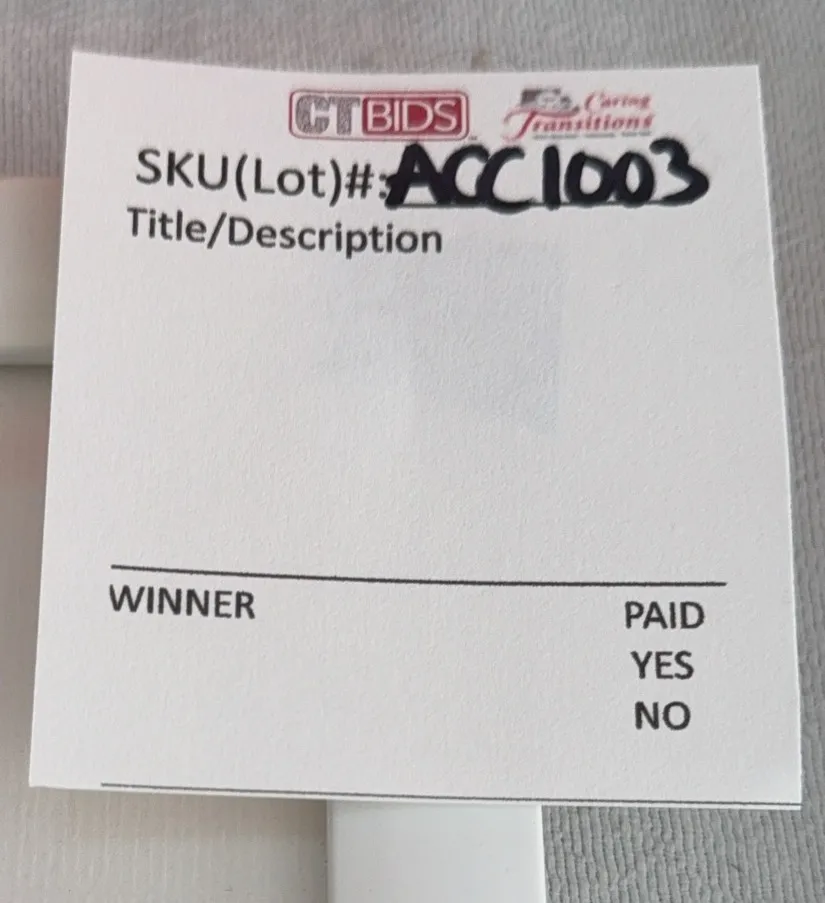 CTBIDS Caring Transitions
SKU(Lot)#:ACC1003
Title/Description
WINNER PAID
YES
NO